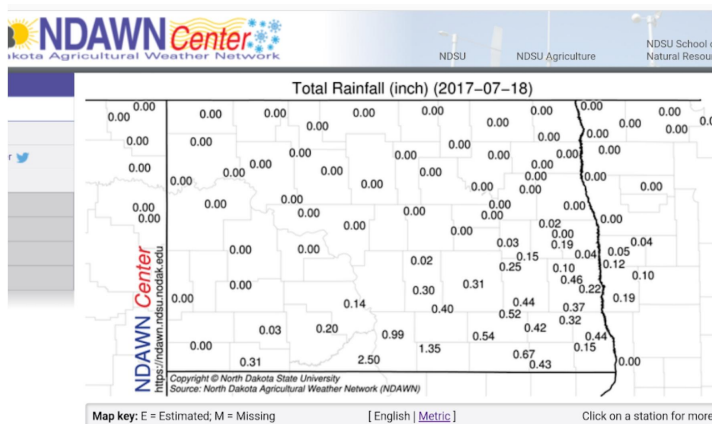 NDAWN Center
akota Agricultural Weather Network
NDSU
NDSU Agriculture
NDSU School o
Natural Resour
Total Rainfall (inch) (2017-07-18)
0.00 0.00 0.00 0.00 0.00 0.00 0.00 0.00
0.00 0.00 0.00 0.00 0.00
0.00 0.00 0.00 0.00
0.00 0.00 0.00 0.00 0.00 0.00
0.00 0.00 0.00 0.00 0.00
0.00 0.00 0.00 0.00 0.00 0.00
0.00 0.00 0.00 0.00 0.00
0.00 0.00 0.00 0.00 0.00 0.00
0.00 0.02 0.00
0.00 0.00 0.03 0.19 0.04
0.02 0.15 0.04 0.05
0.25 0.10 0.12
0.00 0.30 0.31 0.46 0.22 0.10
0.00 0.14 0.40 0.44 0.37 0.19
0.52 0.32
0.03 0.20 0.99 0.54 0.42 0.44
0.00 1.35 0.67 0.15
0.31 2.50 0.43 0.00
NDAWN Center
https://ndawn.ndsu.nodak.edu
Copyright © North Dakota State University
Source: North Dakota Agricultural Weather Network (NDAWN)
Map key: E = Estimated; M = Missing
[ English | Metric ]
Click on a station for more